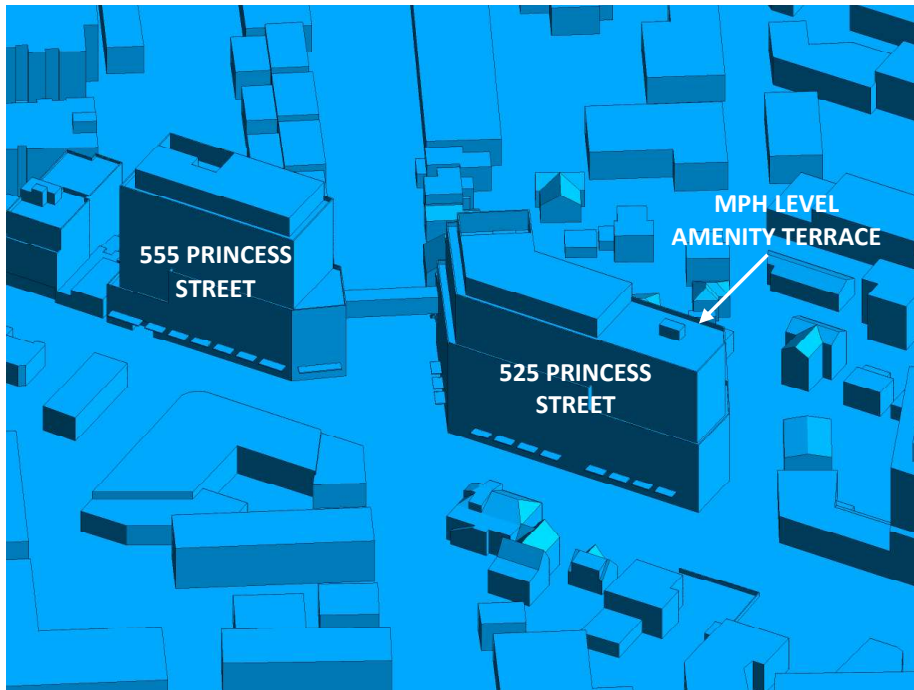 MPH LEVEL
AMENITY TERRACE
555 PRINCESS
STREET
525 PRINCESS
STREET